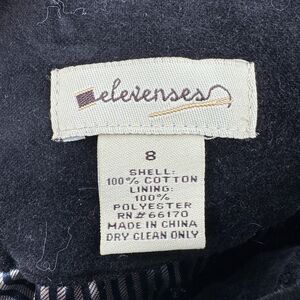 elevenses
8
SHELL:
100% COTTON
LINING:
100%
POLYESTER
RN# 66170
MADE IN CHINA
DRY CLEAN ONLY